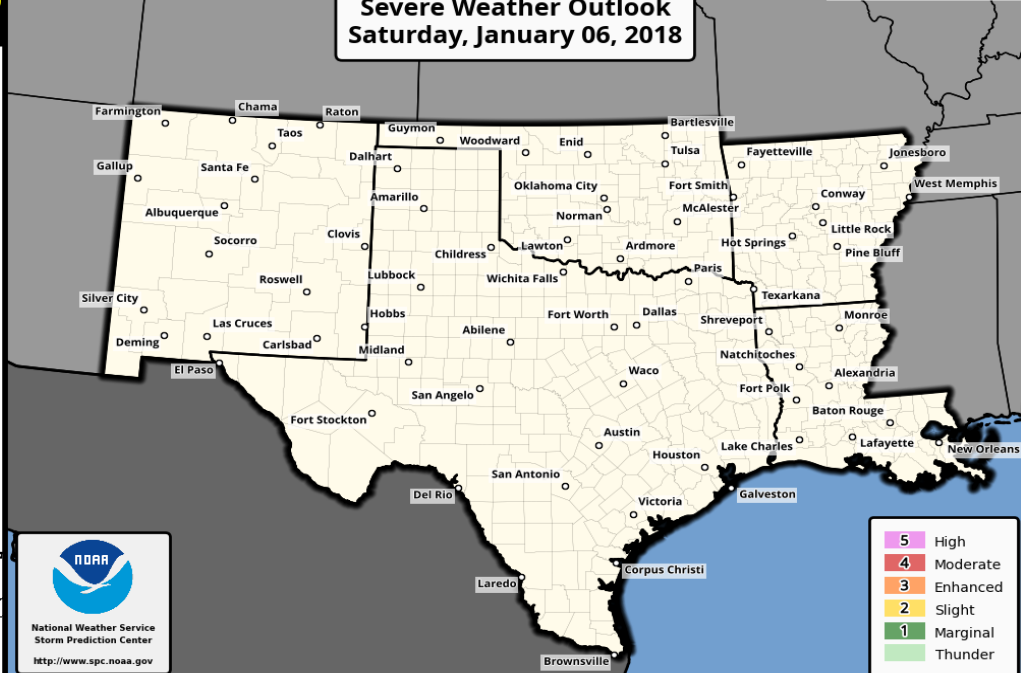 Severe Weather Outlook
Saturday, January 06, 2018
Farmington
Chama
Raton
Taos
Guymon
Woodward
Enid
Bartlesville
Tulsa
Fayetteville
Jonesboro
Gallup
Santa Fe
Dalhart
Oklahoma City
Fort Smith
West Memphis
Albuquerque
Amarillo
Norman
McAlester
Conway
Little Rock
Socorro
Clovis
Childress
Lawton
Ardmore
Hot Springs
Pine Bluff
Roswell
Lubbock
Wichita Falls
Paris
Texarkana
Silver City
Las Cruces
Hobbs
Abilene
Fort Worth
Dallas
Shreveport
Monroe
Deming
Carlsbad
Midland
Natchitoches
El Paso
San Angelo
Waco
Fort Polk
Alexandria
Fort Stockton
Austin
Baton Rouge
Houston
Lake Charles
Lafayette
New Orleans
Del Rio
San Antonio
Victoria
Galveston
Laredo
Corpus Christi
Brownsville
NOAA
National Weather Service
Storm Prediction Center
http://www.spc.noaa.gov
5 High
4 Moderate
3 Enhanced
2 Slight
1 Marginal
Thunder